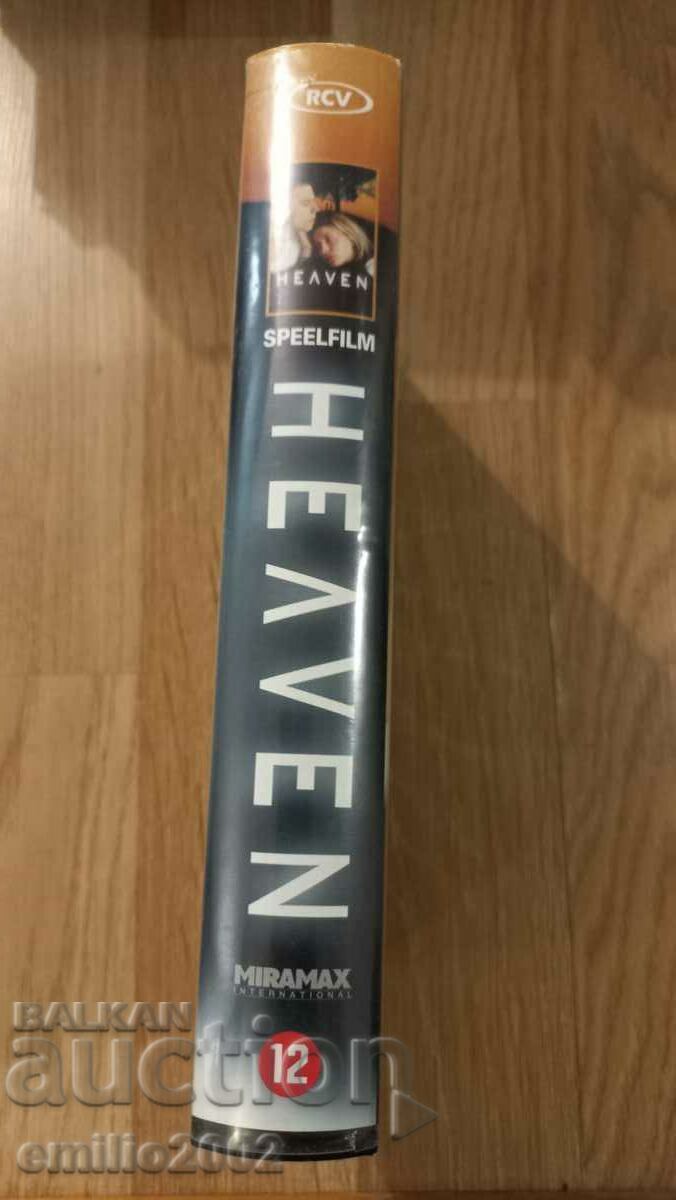 RCV
HEAVEN
SPEELFILM
HEAVEN
MIRAMAX
INTERNATIONAL
12
BALKAN
auction
emilio2002